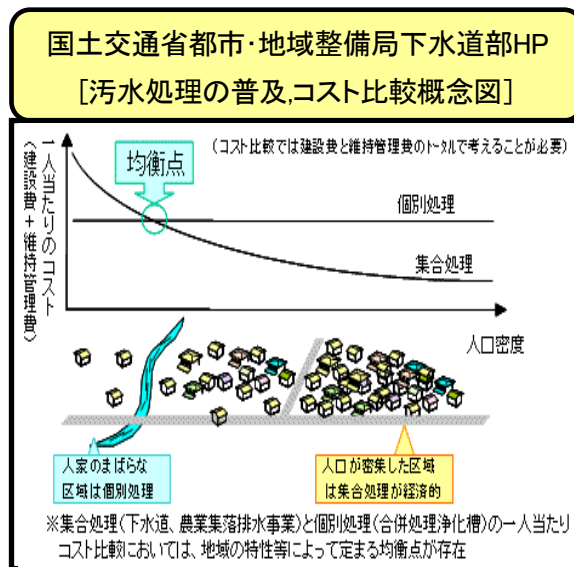 国土交通省都市・地域整備局下水道部HP
[汚水処理の普及,コスト比較概念図]
(コスト比較では建設費と維持管理費のトータルで考えることが必要)
均衡点
一人当たりのコスト
(建設費+維持管理費)
個別処理
集合処理
人口密度
人家のまばらな
区域は個別処理
人口が密集した区域
は集合処理が経済的
※集合処理(下水道、農業集落排水事業)と個別処理(合併処理浄化槽)の一人当たり
コスト比較においては、地域の特性等によって定まる均衡点が存在